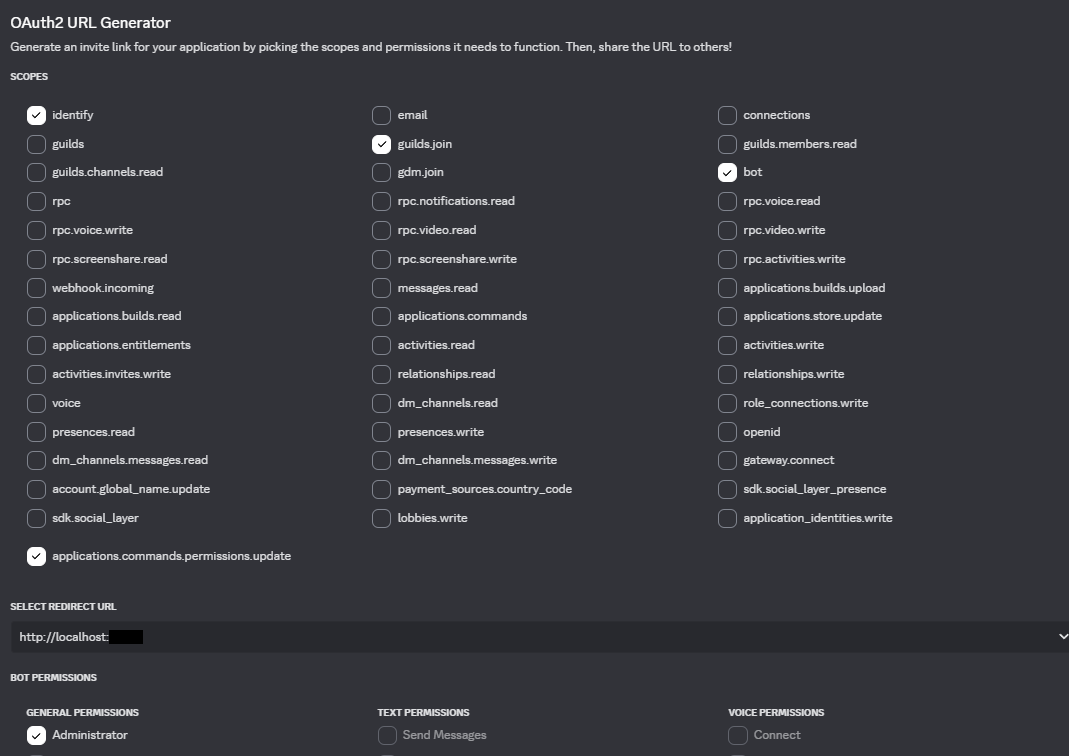 OAuth2 URL Generator
Generate an invite link for your application by picking the scopes and permissions it needs to function. Then, share the URL to others!
SCOPES
identify email connections
guilds guilds.join guilds.members.read
guilds.channels.read gdm.join bot
rpc rpc.notifications.read rpc.voice.read
rpc.voice.write rpc.video.read rpc.video.write
rpc.screenshare.read rpc.screenshare.write rpc.activities.write
webhook.incoming messages.read applications.builds.upload
applications.builds.read applications.commands applications.store.update
applications.entitlements activities.read activities.write
activities.invites.write relationships.read relationships.write
voice dm_channels.read role_connections.write
presences.read presences.write openid
dm_channels.messages.read dm_channels.messages.write gateway.connect
account.global_name.update payment_sources.country_code sdk.social_layer_presence
sdk.social_layer lobbies.write application_identities.write
applications.commands.permissions.update
SELECT REDIRECT URL
http://localhost:
BOT PERMISSIONS
GENERAL PERMISSIONS TEXT PERMISSIONS VOICE PERMISSIONS
Administrator Send Messages Connect